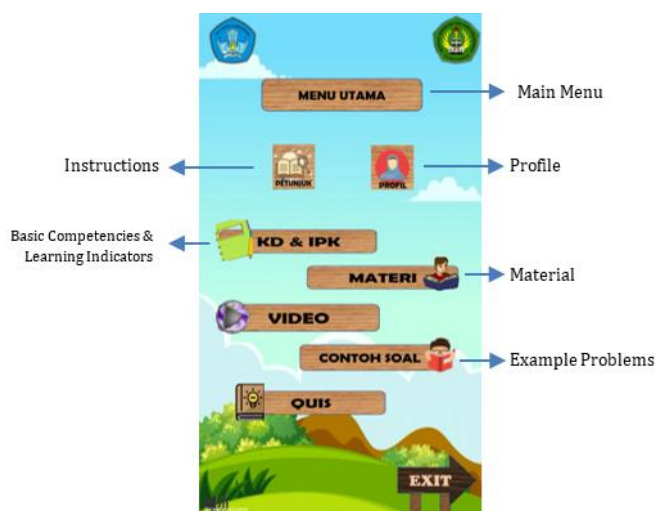 MENU UTAMA
Main Menu
Instructions
PETUNJUK
PROFIL
Profile
Basic Competencies &
Learning Indicators
KD & IPK
MATERI
Material
VIDEO
CONTOH SOAL
Example Problems
QUIS
EXIT